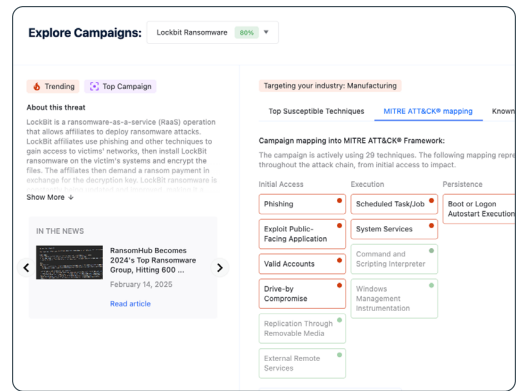 Explore Campaigns:
Lockbit Ransomware 80%
Trending
Top Campaign
About this threat
LockBit is a ransomware-as-a-service (RaaS) operation
that allows affiliates to deploy ransomware attacks.
LockBit affiliates use phishing and other techniques to
gain access to victims' networks, then install LockBit
ransomware on the victim's systems and encrypt the
files. The affiliates then demand a ransom payment in
exchange for the decryption key. LockBit ransomware is
Show More ↓
IN THE NEWS
RansomHub Becomes
2024's Top Ransomware
Group, Hitting 600 ...
February 14, 2025
Read article
Targeting your industry: Manufacturing
Top Susceptible Techniques
MITRE ATT&CK® mapping
Known
Campaign mapping into MITRE ATT&CK® Framework:
The campaign is actively using 29 techniques. The following mapping repre
throughout the attack chain, from initial access to impact.
Initial Access
Phishing
Exploit Public-
Facing Application
Valid Accounts
Drive-by
Compromise
Replication Through
Removable Media
External Remote
Services
Execution
Scheduled Task/Job
System Services
Command and
Scripting Interpreter
Windows
Management
Instrumentation
Persistence
Boot or Logon
Autostart Execution